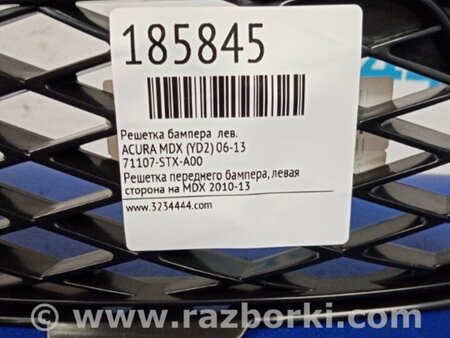 185845
Решетка бампера лев.
ACURA MDX (YD2) 06-13
71107-STX-A00
Решетка переднего бампера, левая
сторона на MDX 2010-13
www.3234444.com
www.razborki.com